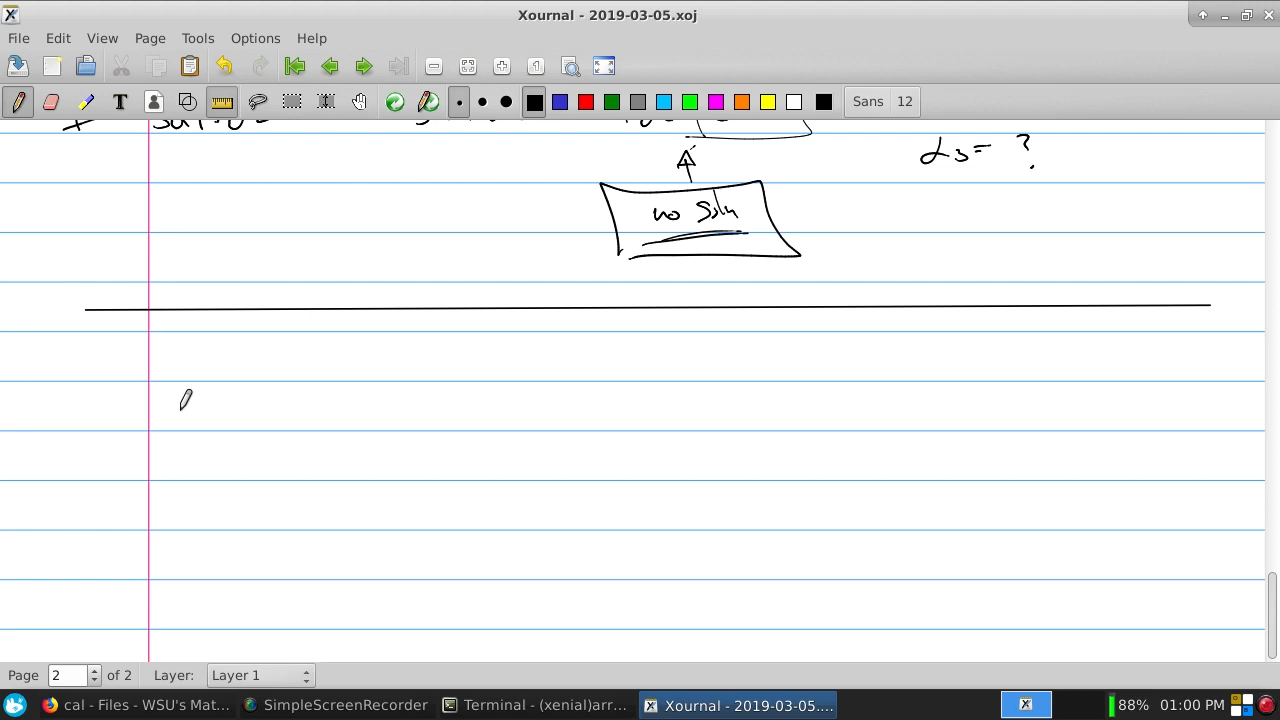 Xournal - 2019-03-05.xoj
File Edit View Page Tools Options Help
Sans 12
α3 = ?
no Soln
Page 2 of 2 Layer: Layer 1
cal - Files - WSU's Mat... SimpleScreenRecorder Terminal - (xenial)arr... Xournal - 2019-03-05.... 88% 01:00 PM